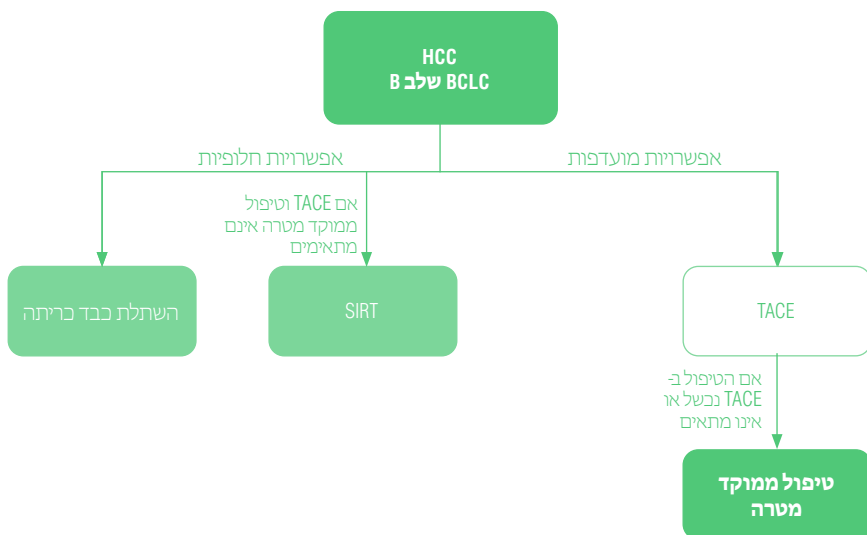 HCC
BCLC שלב B
אפשרויות מועדפות
אפשרויות חלופיות
אם TACE וטיפול
ממוקד מטרה אינם
מתאימים
TACE
SIRT
השתלת כבד כריתה
אם הטיפול ב-
TACE נכשל או
אינו מתאים
טיפול ממוקד
מטרה